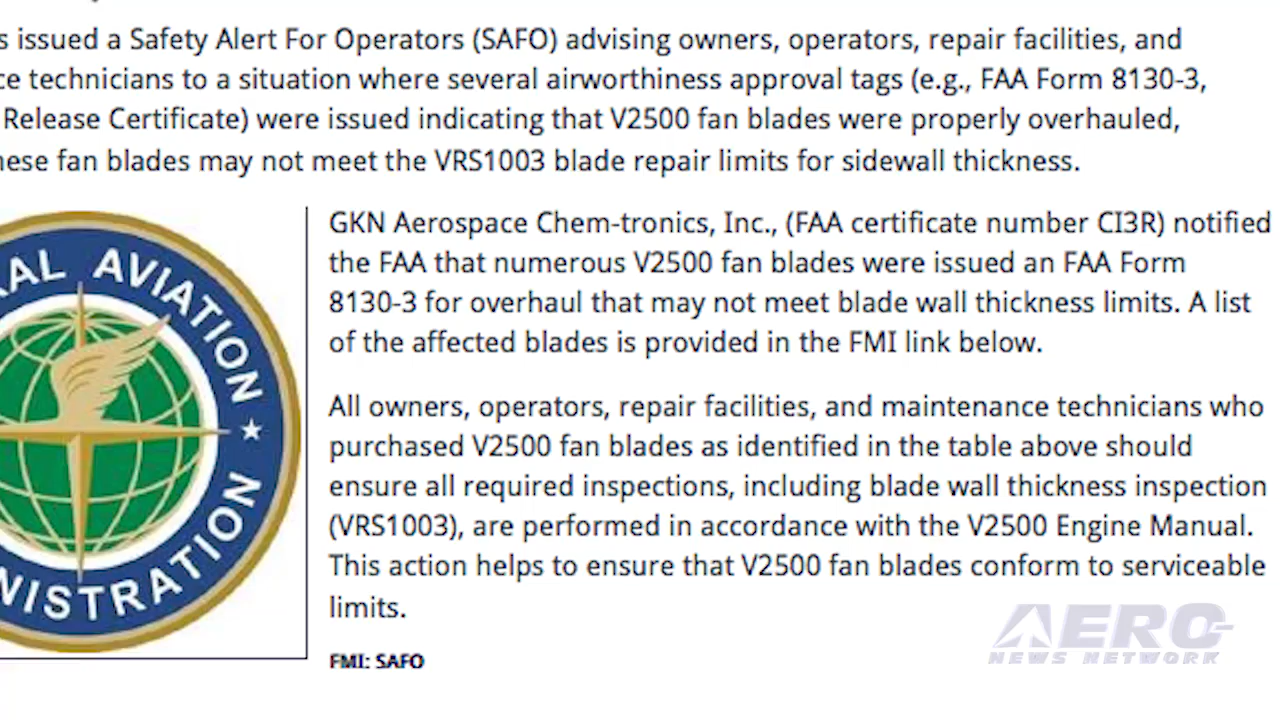 s issued a Safety Alert For Operators (SAFO) advising owners, operators, repair facilities, and
ce technicians to a situation where several airworthiness approval tags (e.g., FAA Form 8130-3,
Release Certificate) were issued indicating that V2500 fan blades were properly overhauled,
hese fan blades may not meet the VRS1003 blade repair limits for sidewall thickness.
GKN Aerospace Chem-tronics, Inc., (FAA certificate number CI3R) notified
the FAA that numerous V2500 fan blades were issued an FAA Form
8130-3 for overhaul that may not meet blade wall thickness limits. A list
of the affected blades is provided in the FMI link below.
All owners, operators, repair facilities, and maintenance technicians who
purchased V2500 fan blades as identified in the table above should
ensure all required inspections, including blade wall thickness inspection
(VRS1003), are performed in accordance with the V2500 Engine Manual.
This action helps to ensure that V2500 fan blades conform to serviceable
limits.
FMI: SAFO
RAL AVIATION
NISTRATION
AERO
NEWS NETWORK